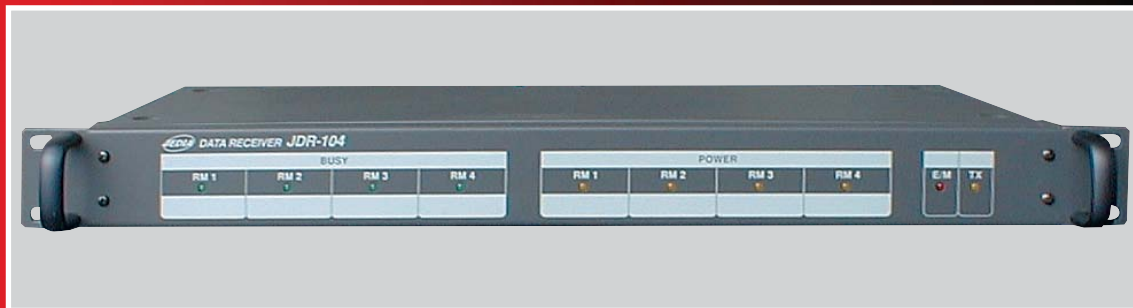 JEDIA DATA RECEIVER JDR-104
BUSY
RM 1 RM 2 RM 3 RM 4
POWER
RM 1 RM 2 RM 3 RM 4
E/M TX